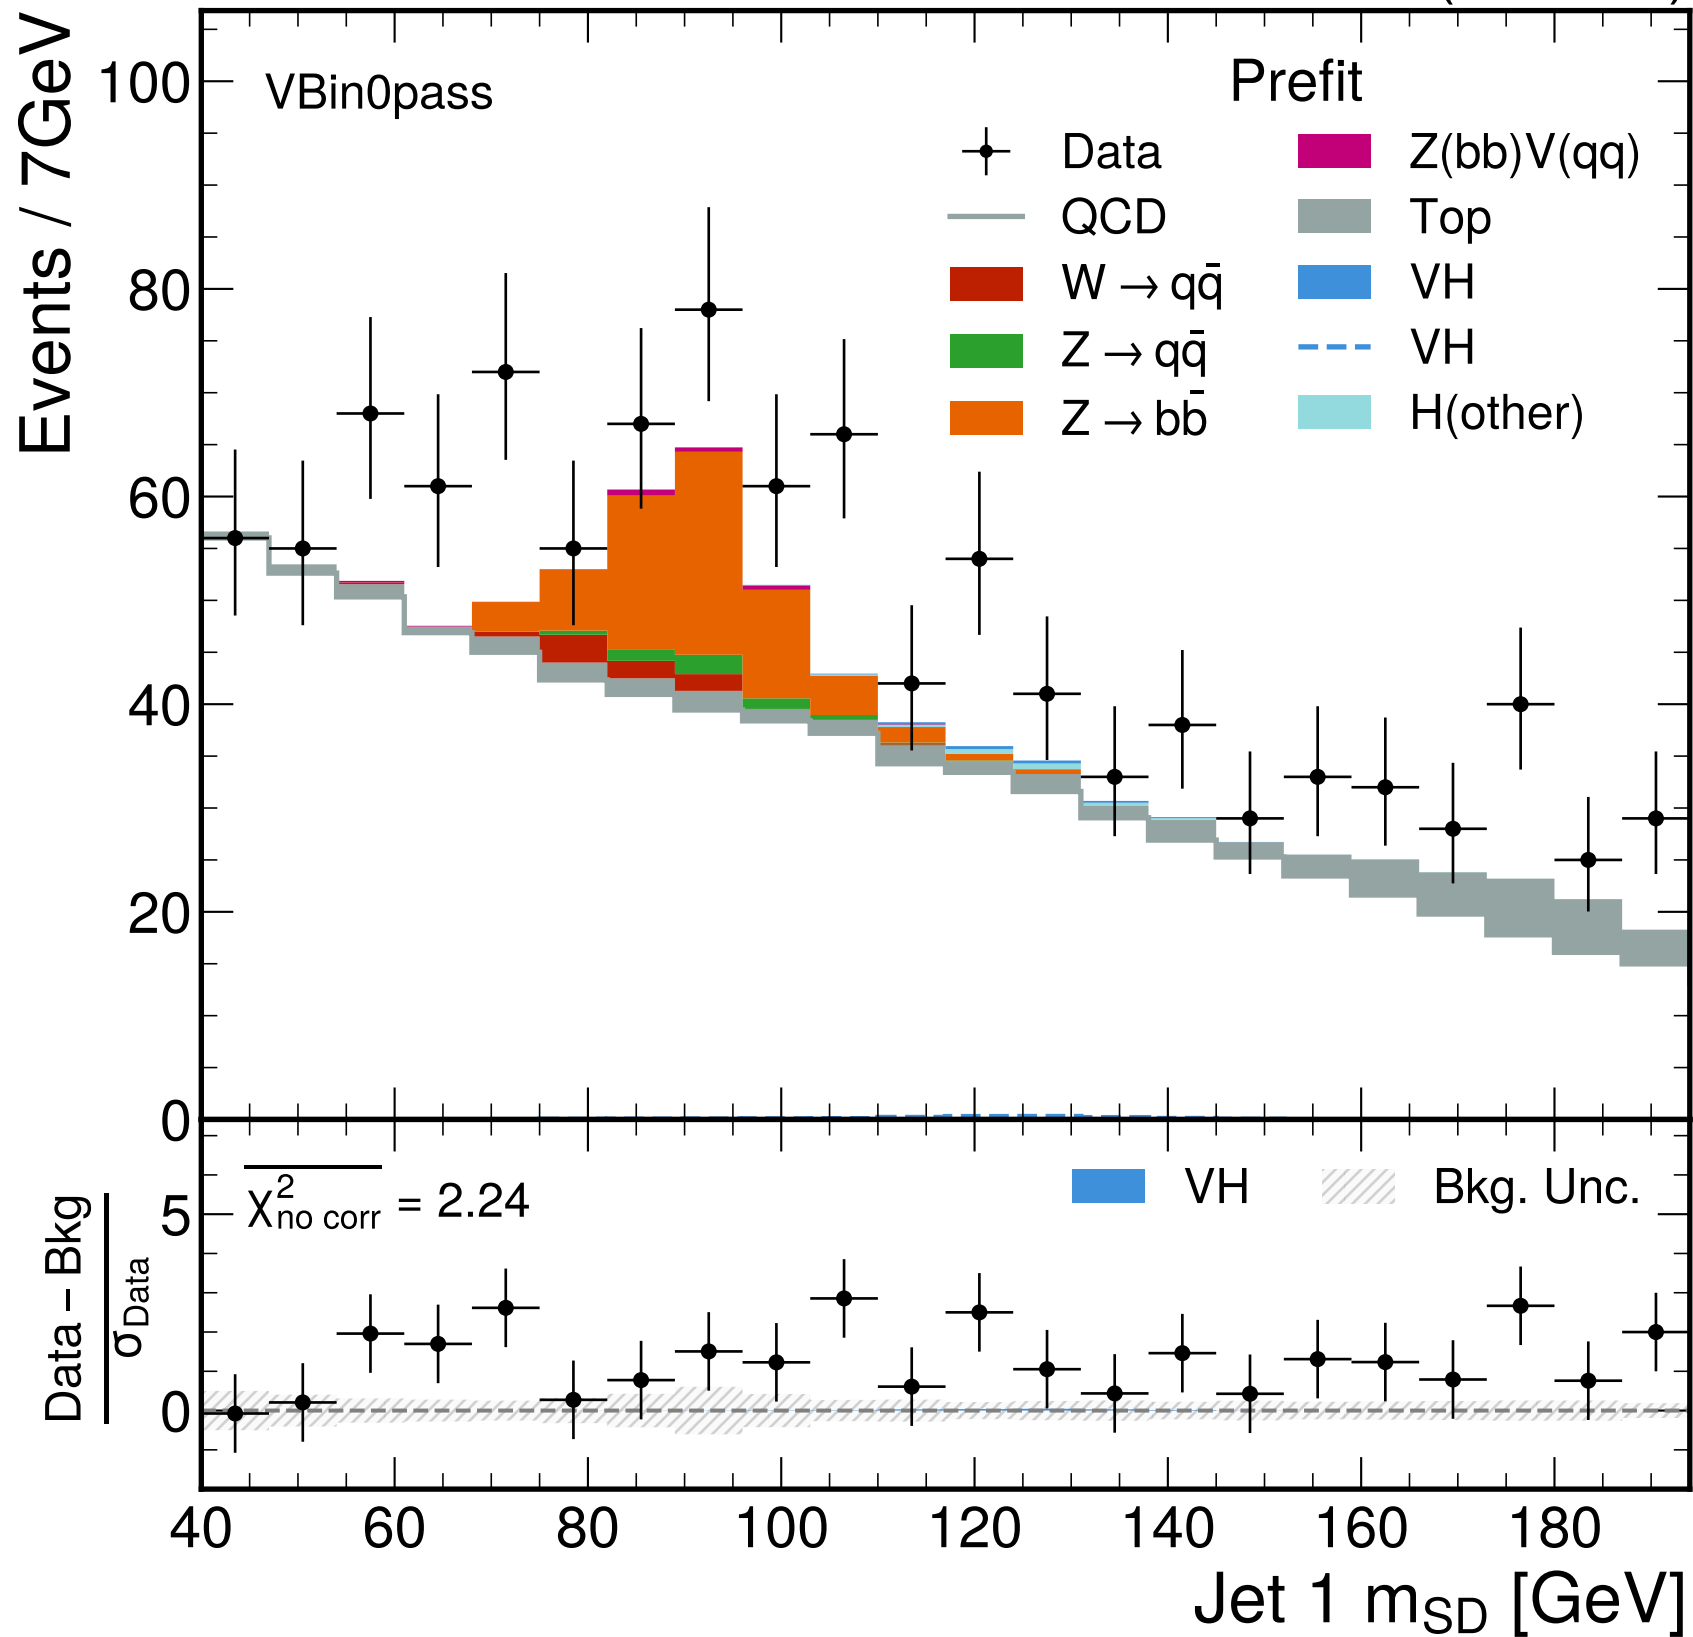 Events / 7GeV
100
80
60
40
20
0
VBin0pass
Prefit
Data
QCD
W → qq̄
Z → qq̄
Z → bb̄
Z(bb)V(qq)
Top
VH
VH
H(other)
Data – Bkg
σData
5
0
χ²no corr = 2.24
VH
Bkg. Unc.
40 60 80 100 120 140 160 180
Jet 1 mSD [GeV]